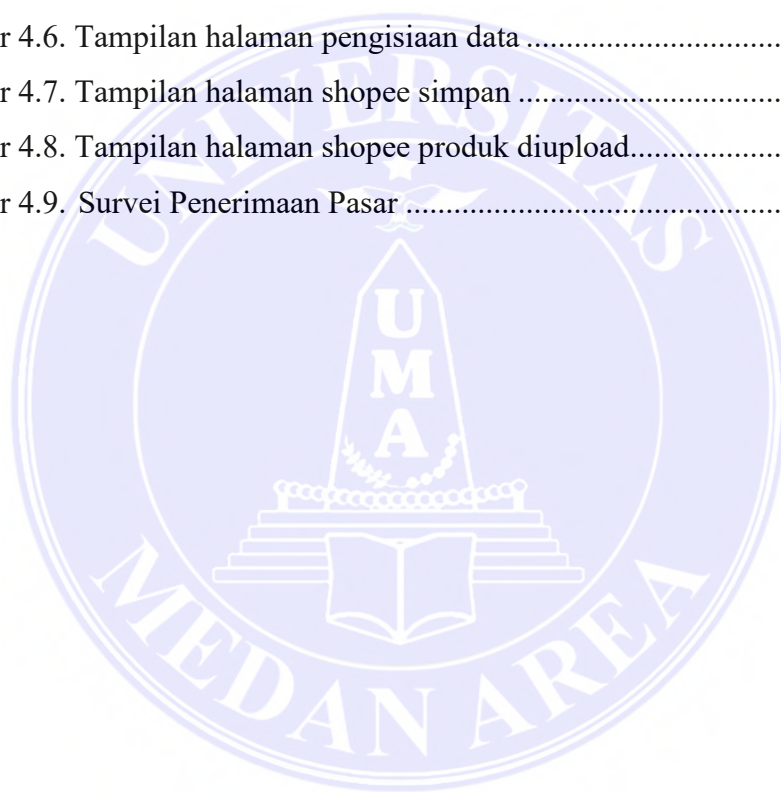 r 4.6. Tampilan halaman pengisiaan data ................................
r 4.7. Tampilan halaman shopee simpan .................................
r 4.8. Tampilan halaman shopee produk diupload...................
r 4.9. Survei Penerimaan Pasar ...............................................
UNIVERSITAS
U
M
A
MEDAN AREA